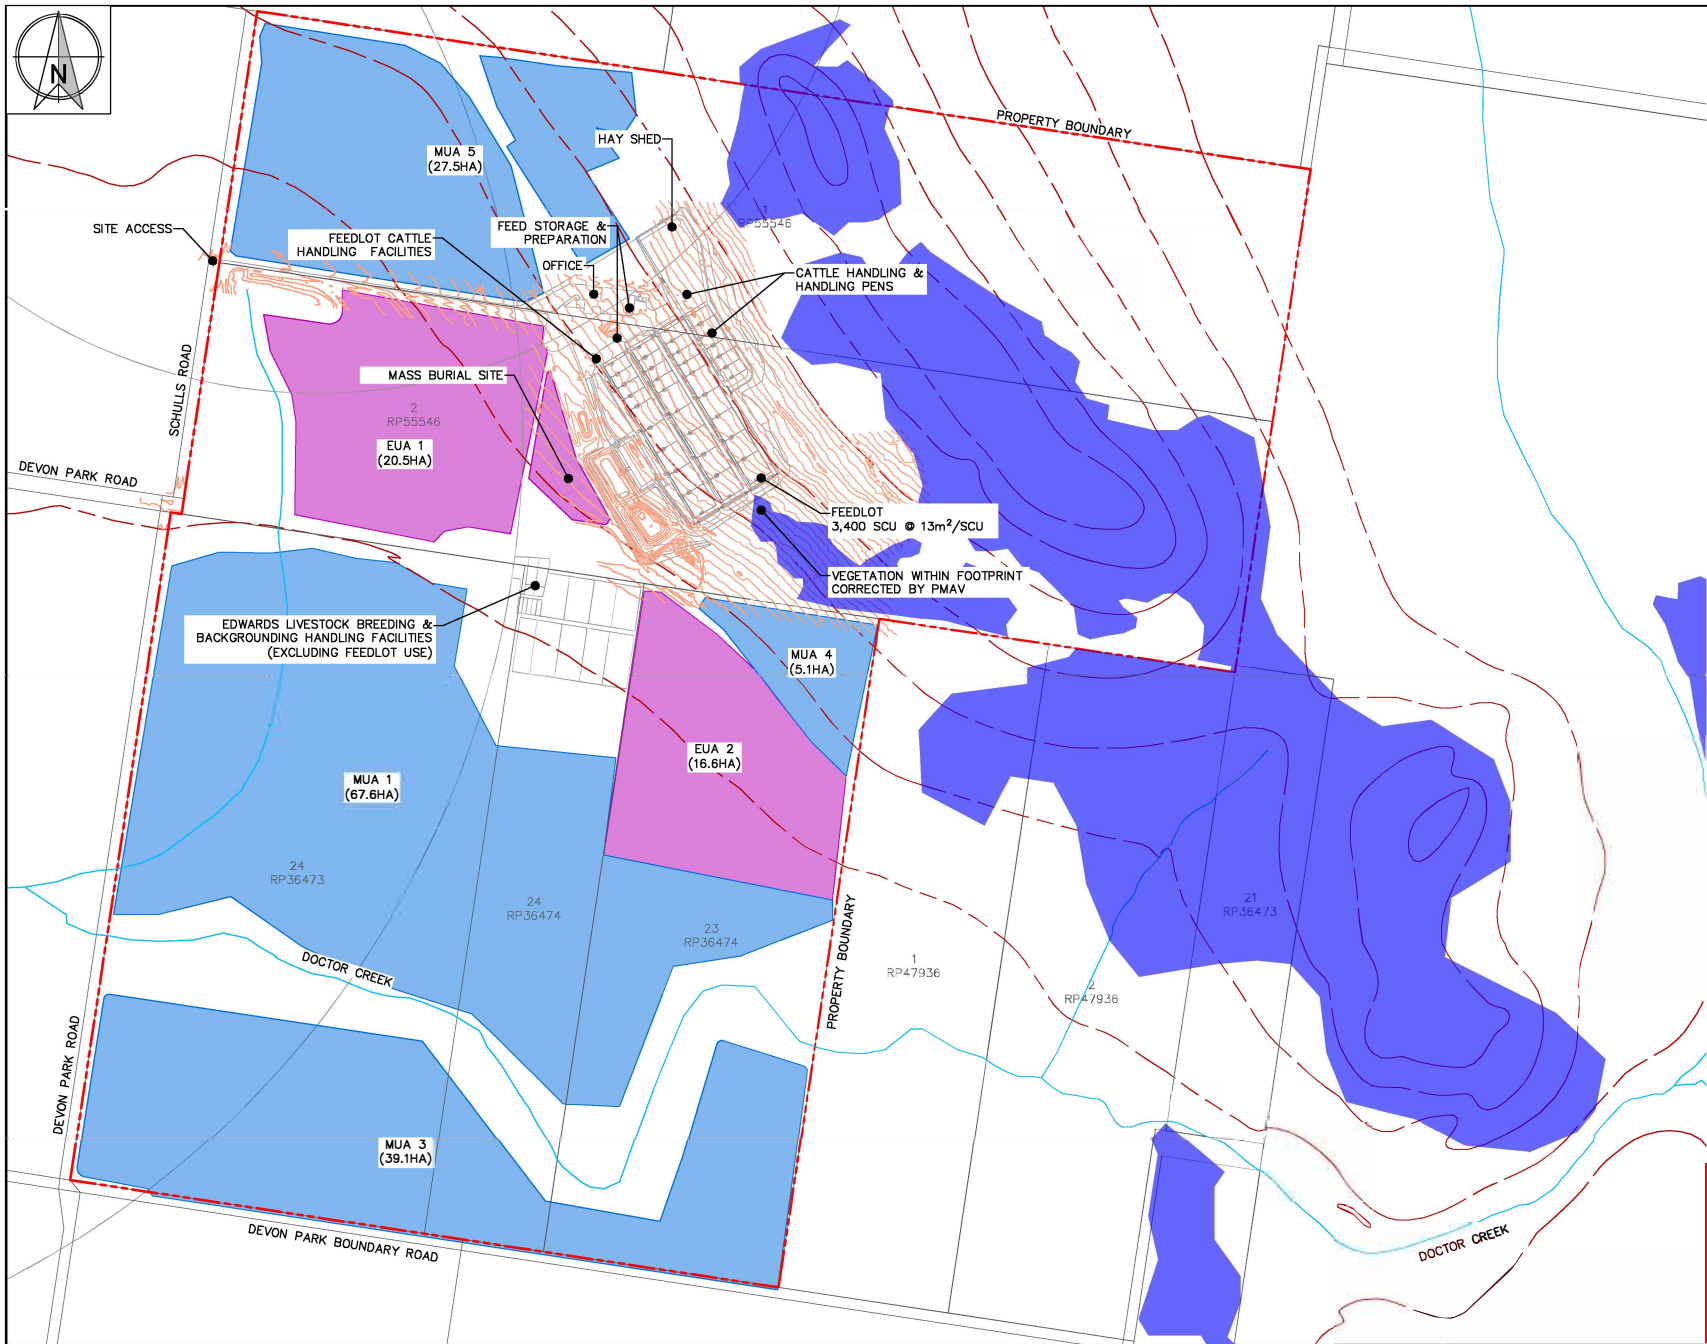 N
PROPERTY BOUNDARY
HAY SHED
MUA 5
(27.5HA)
1
RP55546
SITE ACCESS
FEED STORAGE &
PREPARATION
FEEDLOT CATTLE
HANDLING FACILITIES
OFFICE
CATTLE HANDLING &
HANDLING PENS
SCHULLS ROAD
MASS BURIAL SITE
2
RP55546
EUA 1
(20.5HA)
DEVON PARK ROAD
FEEDLOT
3,400 SCU @ 13m²/SCU
VEGETATION WITHIN FOOTPRINT
CORRECTED BY PMAV
EDWARDS LIVESTOCK BREEDING &
BACKGROUNDING HANDLING FACILITIES
(EXCLUDING FEEDLOT USE)
MUA 4
(5.1HA)
EUA 2
(16.6HA)
MUA 1
(67.6HA)
24
RP36473
24
RP36474
23
RP36474
21
RP36473
PROPERTY BOUNDARY
1
RP47936
2
RP47936
DOCTOR CREEK
DEVON PARK ROAD
MUA 3
(39.1HA)
DEVON PARK BOUNDARY ROAD
DOCTOR CREEK